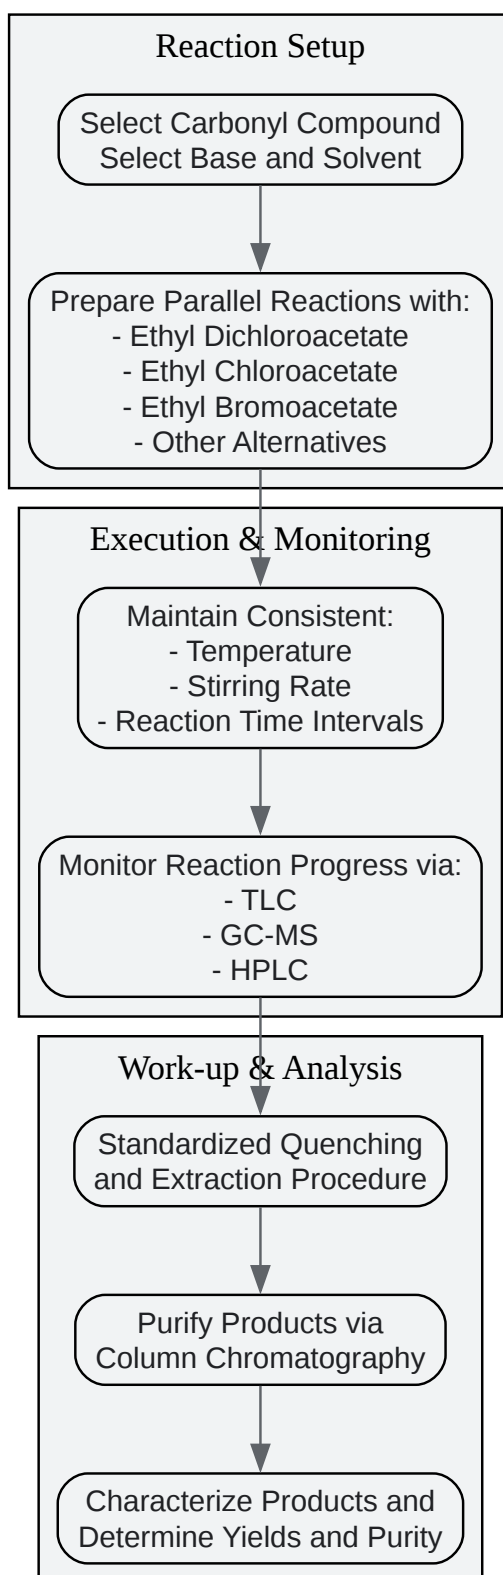 Reaction Setup
Select Carbonyl Compound
Select Base and Solvent
Prepare Parallel Reactions with:
- Ethyl Dichloroacetate
- Ethyl Chloroacetate
- Ethyl Bromoacetate
- Other Alternatives
Execution & Monitoring
Maintain Consistent:
- Temperature
- Stirring Rate
- Reaction Time Intervals
Monitor Reaction Progress via:
- TLC
- GC-MS
- HPLC
Work-up & Analysis
Standardized Quenching
and Extraction Procedure
Purify Products via
Column Chromatography
Characterize Products and
Determine Yields and Purity